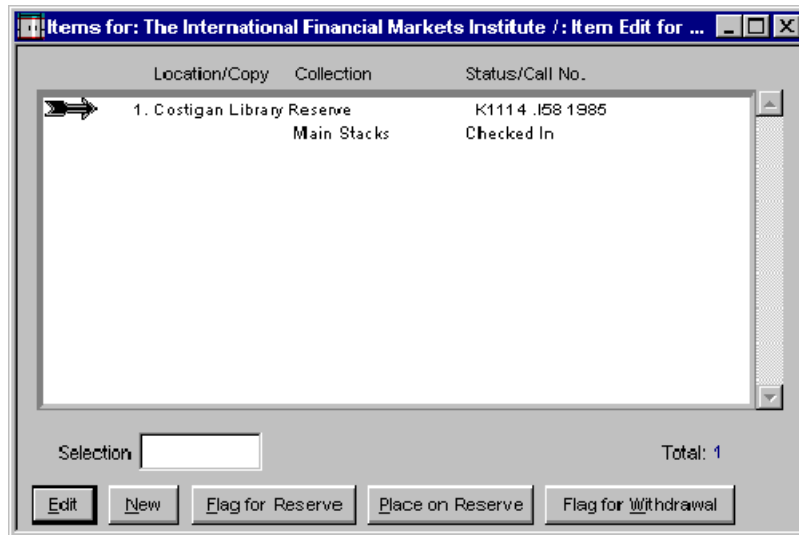 Items for: The International Financial Markets Institute /: Item Edit for ...
Location/Copy Collection Status/Call No.
1. Costigan Library Reserve K1114 .I58 1985
Main Stacks Checked In
Selection Total: 1
Edit New Flag for Reserve Place on Reserve Flag for Withdrawal